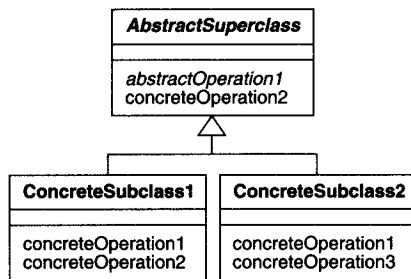 AbstractSuperclass
abstractOperation1
concreteOperation2
ConcreteSubclass1
concreteOperation1
concreteOperation2
ConcreteSubclass2
concreteOperation1
concreteOperation3